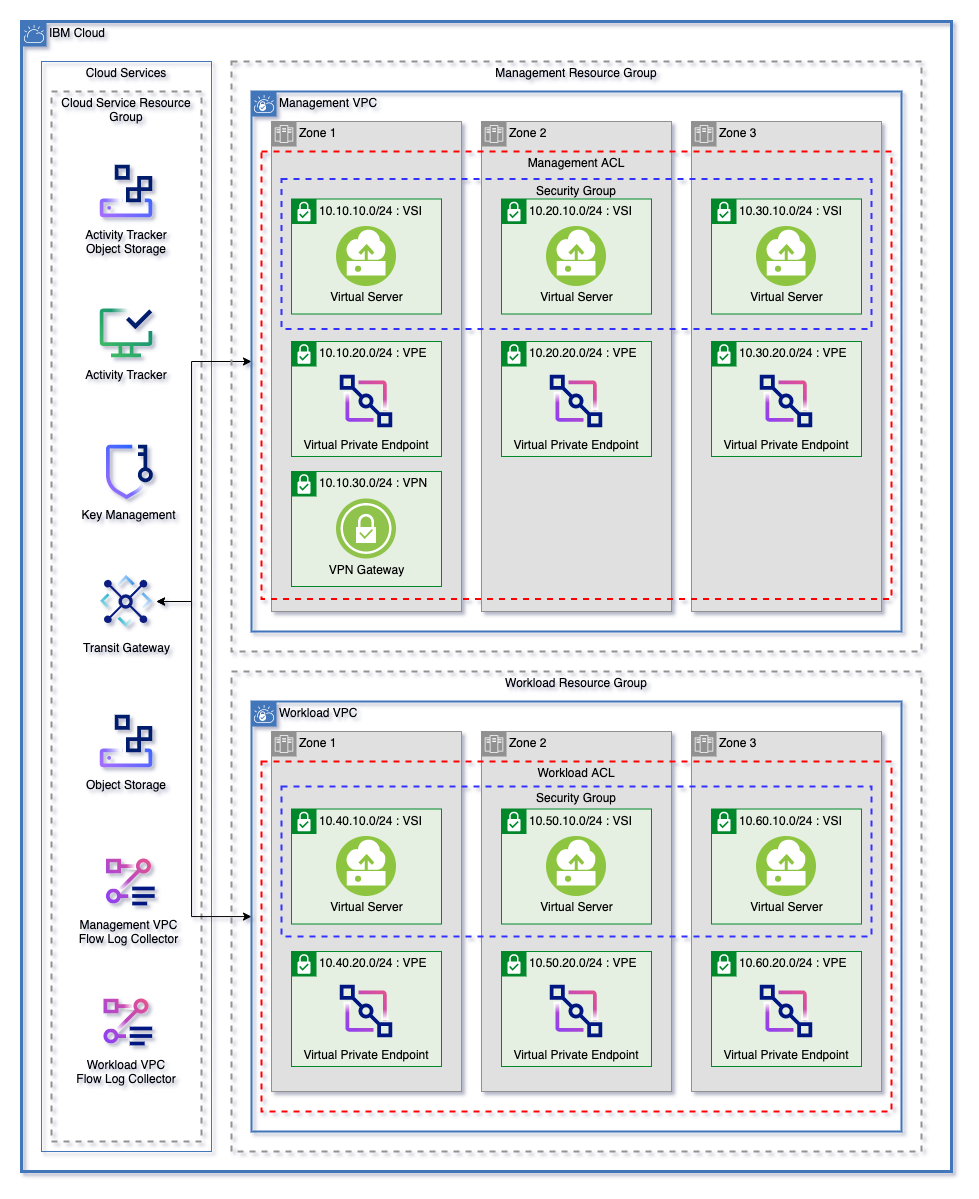 IBM Cloud
Cloud Services
Cloud Service Resource
Group
Activity Tracker
Object Storage
Activity Tracker
Key Management
Transit Gateway
Object Storage
Management VPC
Flow Log Collector
Workload VPC
Flow Log Collector
Management Resource Group
Management VPC
Zone 1
Zone 2
Zone 3
Management ACL
Security Group
10.10.10.0/24 : VSI
Virtual Server
10.20.10.0/24 : VSI
Virtual Server
10.30.10.0/24 : VSI
Virtual Server
10.10.20.0/24 : VPE
Virtual Private Endpoint
10.20.20.0/24 : VPE
Virtual Private Endpoint
10.30.20.0/24 : VPE
Virtual Private Endpoint
10.10.30.0/24 : VPN
VPN Gateway
Workload Resource Group
Workload VPC
Zone 1
Zone 2
Zone 3
Workload ACL
Security Group
10.40.10.0/24 : VSI
Virtual Server
10.50.10.0/24 : VSI
Virtual Server
10.60.10.0/24 : VSI
Virtual Server
10.40.20.0/24 : VPE
Virtual Private Endpoint
10.50.20.0/24 : VPE
Virtual Private Endpoint
10.60.20.0/24 : VPE
Virtual Private Endpoint